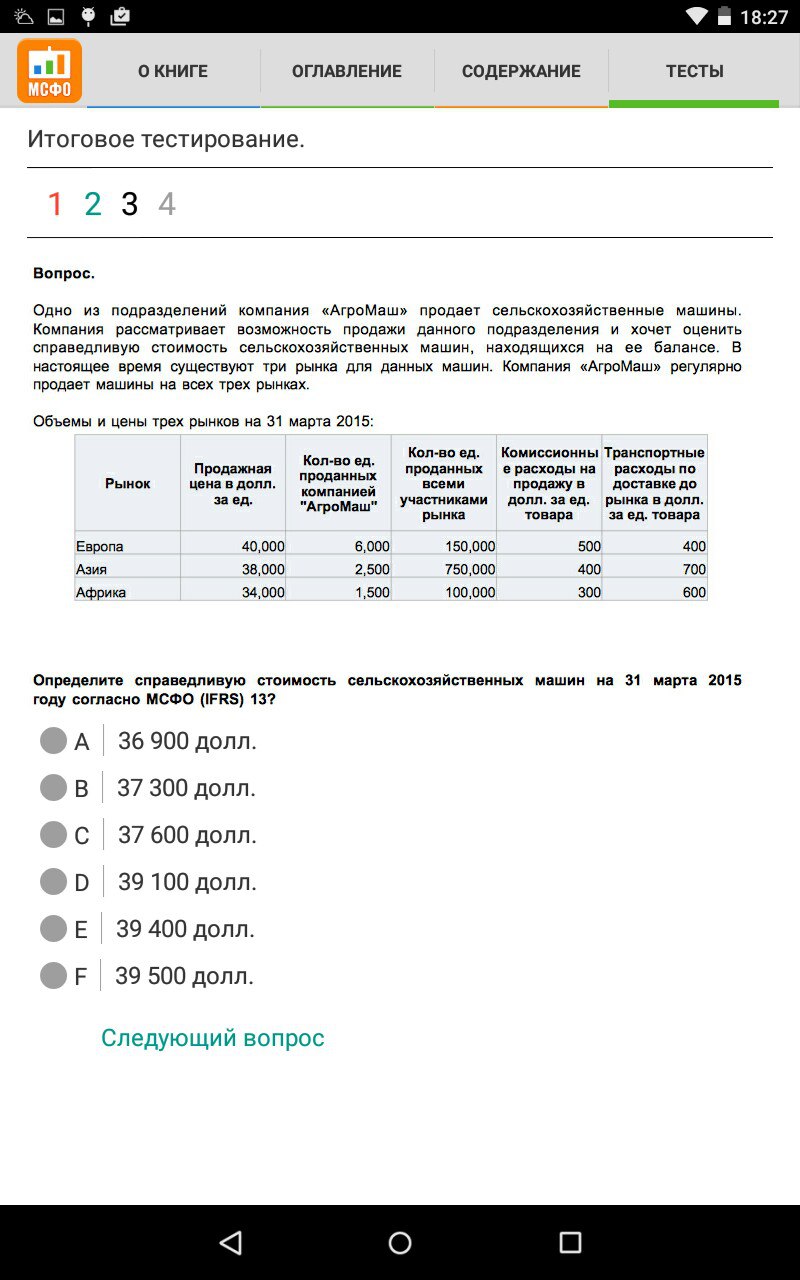 18:27
МСФО
О КНИГЕ
ОГЛАВЛЕНИЕ
СОДЕРЖАНИЕ
ТЕСТЫ
Итоговое тестирование.
1 2 3 4
Вопрос.
Одно из подразделений компания «АгроМаш» продает сельскохозяйственные машины.
Компания рассматривает возможность продажи данного подразделения и хочет оценить
справедливую стоимость сельскохозяйственных машин, находящихся на ее балансе. В
настоящее время существуют три рынка для данных машин. Компания «АгроМаш» регулярно
продает машины на всех трех рынках.
Объемы и цены трех рынков на 31 марта 2015:
Рынок
Продажная
цена в долл.
за ед.
Кол-во ед.
проданных
компанией
"АгроМаш"
Кол-во ед.
проданных
всеми
участниками
рынка
Комиссионны
е расходы на
продажу в
долл. за ед.
товара
Транспортные
расходы по
доставке до
рынка в долл.
за ед. товара
Европа 40,000 6,000 150,000 500 400
Азия 38,000 2,500 750,000 400 700
Африка 34,000 1,500 100,000 300 600
Определите справедливую стоимость сельскохозяйственных машин на 31 марта 2015
году согласно МСФО (IFRS) 13?
A 36 900 долл.
B 37 300 долл.
C 37 600 долл.
D 39 100 долл.
E 39 400 долл.
F 39 500 долл.
Следующий вопрос